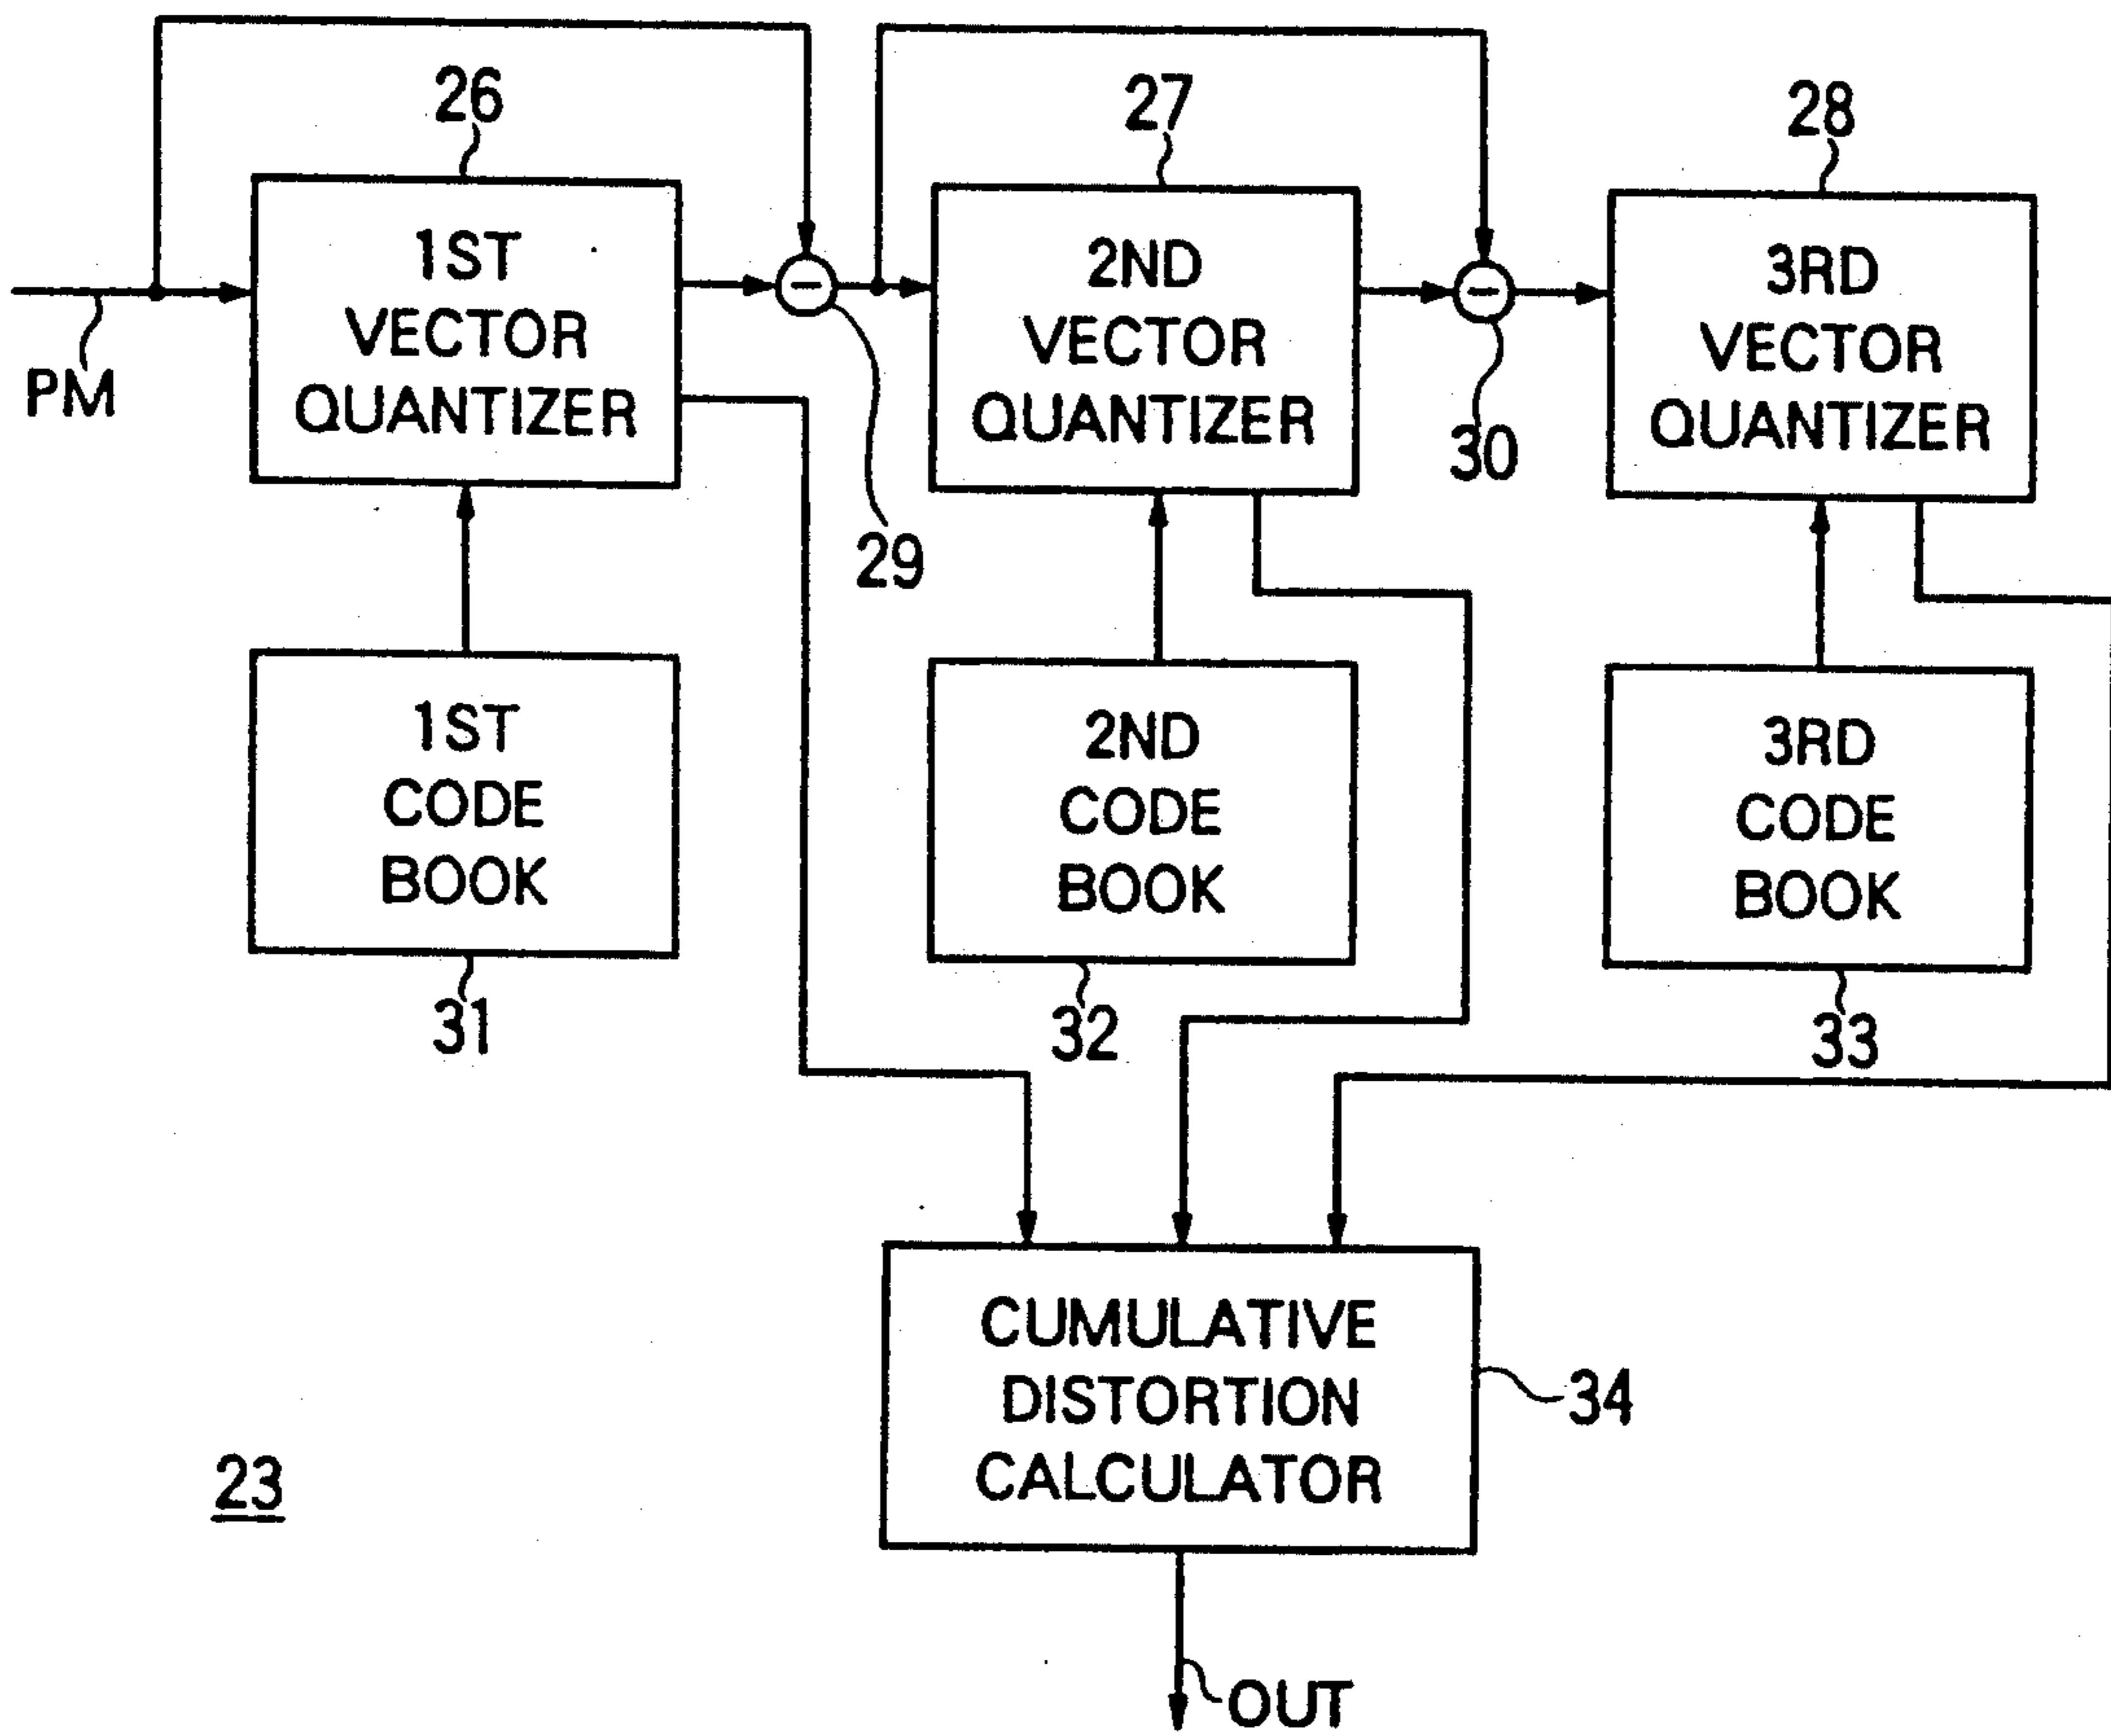 26
27
28
1ST
VECTOR
QUANTIZER
2ND
VECTOR
QUANTIZER
3RD
VECTOR
QUANTIZER
PM
29
30
1ST
CODE
BOOK
2ND
CODE
BOOK
3RD
CODE
BOOK
31
32
33
CUMULATIVE
DISTORTION
CALCULATOR
34
23
OUT